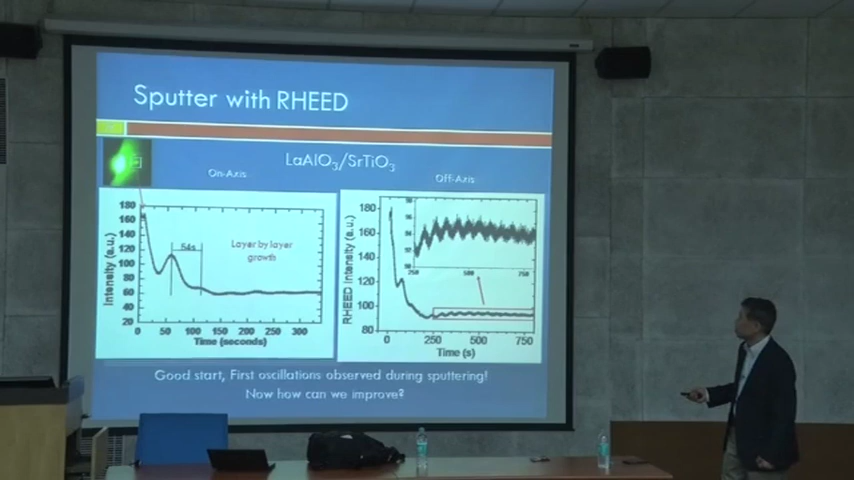 Sputter with RHEED
LaAlO3/SrTiO3
On-Axis
Off-Axis
Intensity (a.u.)
180
160
140
120
100
80
60
40
20
54s
Layer by layer
growth
0 50 100 150 200 250 300
Time (seconds)
RHEED Intensity (a.u.)
180
160
140
120
100
80
250 500 750
0 250 500 750
Time (s)
Good start, First oscillations observed during sputtering!
Now how can we improve?